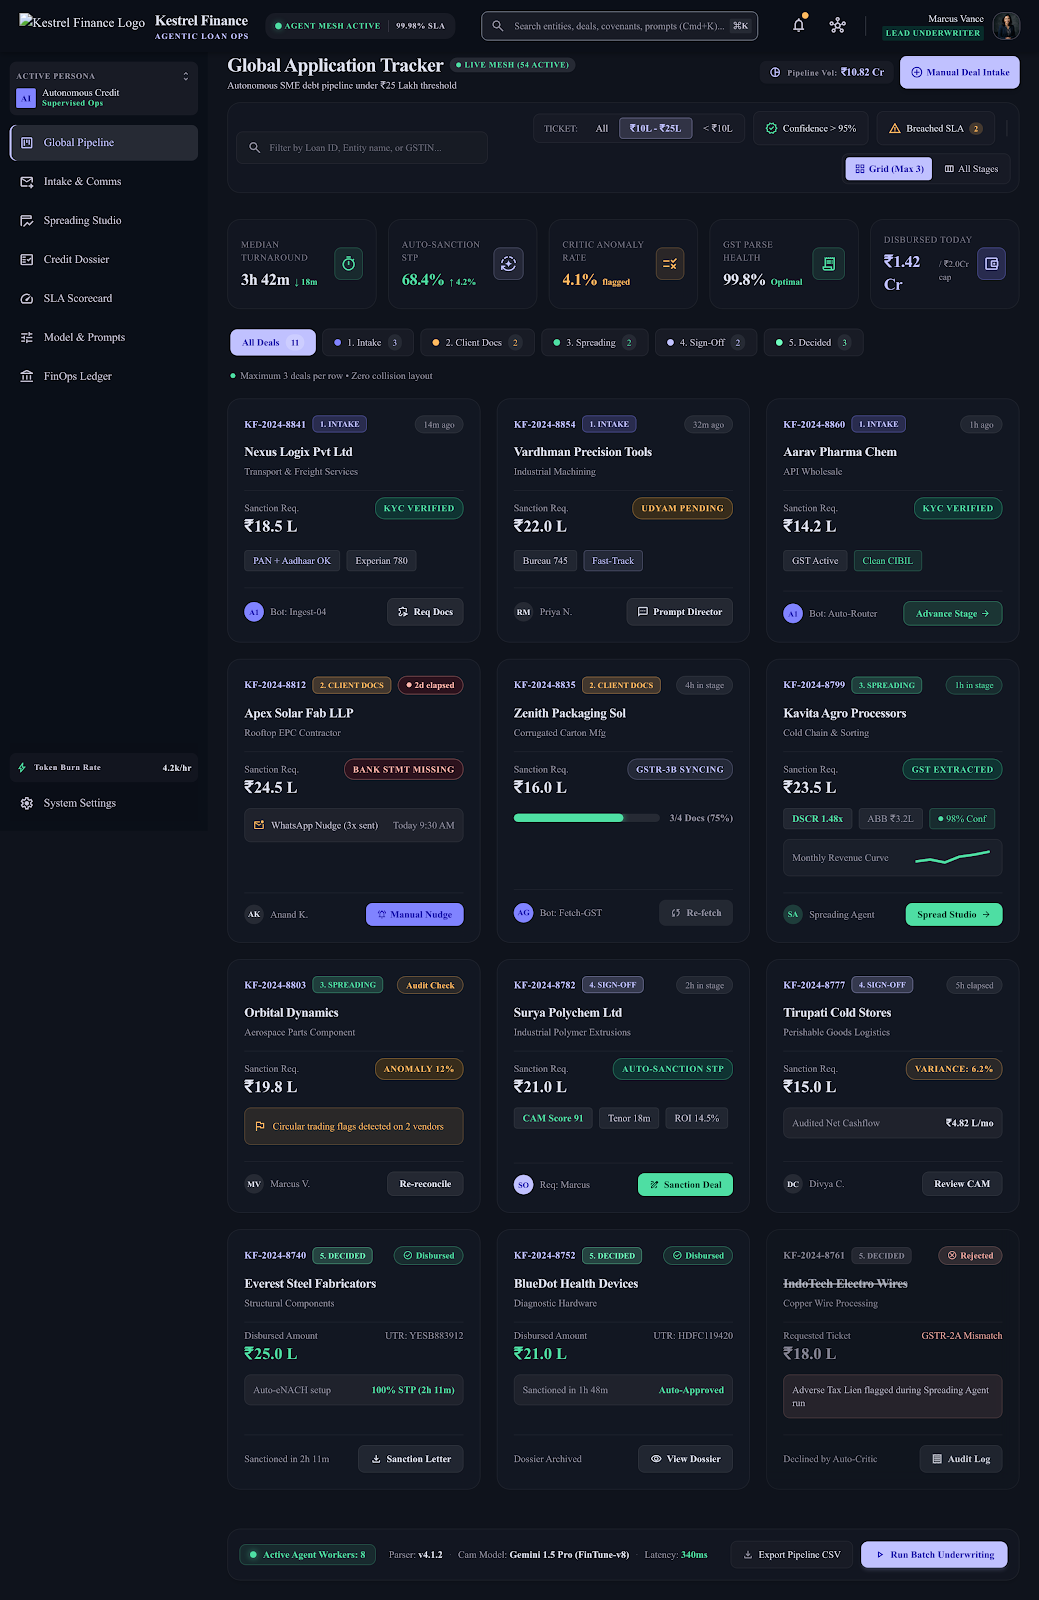 Kestrel Finance Logo
Kestrel Finance
AGENTIC LOAN OPS
AGENT MESH ACTIVE 99.98% SLA
Search entities, deals, covenants, prompts (Cmd+K)... ⌘K
Marcus Vance
LEAD UNDERWRITER
ACTIVE PERSONA
AI
Autonomous Credit
Supervised Ops
Global Pipeline
Intake & Comms
Spreading Studio
Credit Dossier
SLA Scorecard
Model & Prompts
FinOps Ledger
Token Burn Rate 4.2k/hr
System Settings
Global Application Tracker
LIVE MESH (54 ACTIVE)
Autonomous SME debt pipeline under ₹25 Lakh threshold
Pipeline Vol: ₹10.82 Cr
Manual Deal Intake
Filter by Loan ID, Entity name, or GSTIN...
TICKET: All ₹10L - ₹25L < ₹10L
Confidence > 95%
Breached SLA 2
Grid (Max 3)
All Stages
MEDIAN TURNAROUND
3h 42m ↓ 18m
AUTO-SANCTION STP
68.4% ↑ 4.2%
CRITIC ANOMALY RATE
4.1% flagged
GST PARSE HEALTH
99.8% Optimal
DISBURSED TODAY
₹1.42 Cr / ₹2.0Cr cap
All Deals 11
1. Intake 3
2. Client Docs 2
3. Spreading 2
4. Sign-Off 2
5. Decided 3
Maximum 3 deals per row • Zero collision layout
KF-2024-8841 1. INTAKE 14m ago
Nexus Logix Pvt Ltd
Transport & Freight Services
Sanction Req.
₹18.5 L
KYC VERIFIED
PAN + Aadhaar OK
Experian 780
AI Bot: Ingest-04
Req Docs
KF-2024-8854 1. INTAKE 32m ago
Vardhman Precision Tools
Industrial Machining
Sanction Req.
₹22.0 L
UDYAM PENDING
Bureau 745
Fast-Track
RM Priya N.
Prompt Director
KF-2024-8860 1. INTAKE 1h ago
Aarav Pharma Chem
API Wholesale
Sanction Req.
₹14.2 L
KYC VERIFIED
GST Active
Clean CIBIL
AI Bot: Auto-Router
Advance Stage →
KF-2024-8812 2. CLIENT DOCS 2d elapsed
Apex Solar Fab LLP
Rooftop EPC Contractor
Sanction Req.
₹24.5 L
BANK STMT MISSING
WhatsApp Nudge (3x sent) Today 9:30 AM
AK Anand K.
Manual Nudge
KF-2024-8835 2. CLIENT DOCS 4h in stage
Zenith Packaging Sol
Corrugated Carton Mfg
Sanction Req.
₹16.0 L
GSTR-3B SYNCING
3/4 Docs (75%)
AG Bot: Fetch-GST
Re-fetch
KF-2024-8799 3. SPREADING 1h in stage
Kavita Agro Processors
Cold Chain & Sorting
Sanction Req.
₹23.5 L
GST EXTRACTED
DSCR 1.48x
ABB ₹3.2L
98% Conf
Monthly Revenue Curve
SA Spreading Agent
Spread Studio →
KF-2024-8803 3. SPREADING Audit Check
Orbital Dynamics
Aerospace Parts Component
Sanction Req.
₹19.8 L
ANOMALY 12%
Circular trading flags detected on 2 vendors
MV Marcus V.
Re-reconcile
KF-2024-8782 4. SIGN-OFF 2h in stage
Surya Polychem Ltd
Industrial Polymer Extrusions
Sanction Req.
₹21.0 L
AUTO-SANCTION STP
CAM Score 91
Tenor 18m
ROI 14.5%
SO Req: Marcus
Sanction Deal
KF-2024-8777 4. SIGN-OFF 5h elapsed
Tirupati Cold Stores
Perishable Goods Logistics
Sanction Req.
₹15.0 L
VARIANCE: 6.2%
Audited Net Cashflow ₹4.82 L/mo
DC Divya C.
Review CAM
KF-2024-8740 5. DECIDED Disbursed
Everest Steel Fabricators
Structural Components
Disbursed Amount UTR: YESB883912
₹25.0 L
Auto-eNACH setup 100% STP (2h 11m)
Sanctioned in 2h 11m
Sanction Letter
KF-2024-8752 5. DECIDED Disbursed
BlueDot Health Devices
Diagnostic Hardware
Disbursed Amount UTR: HDFC119420
₹21.0 L
Sanctioned in 1h 48m Auto-Approved
Dossier Archived
View Dossier
KF-2024-8761 5. DECIDED Rejected
IndoTech Electro Wires
Copper Wire Processing
Requested Ticket GSTR-2A Mismatch
₹18.0 L
Adverse Tax Lien flagged during Spreading Agent
run
Declined by Auto-Critic
Audit Log
Active Agent Workers: 8
Parser: v4.1.2 · Cam Model: Gemini 1.5 Pro (FinTune-v8) · Latency: 340ms
Export Pipeline CSV
Run Batch Underwriting